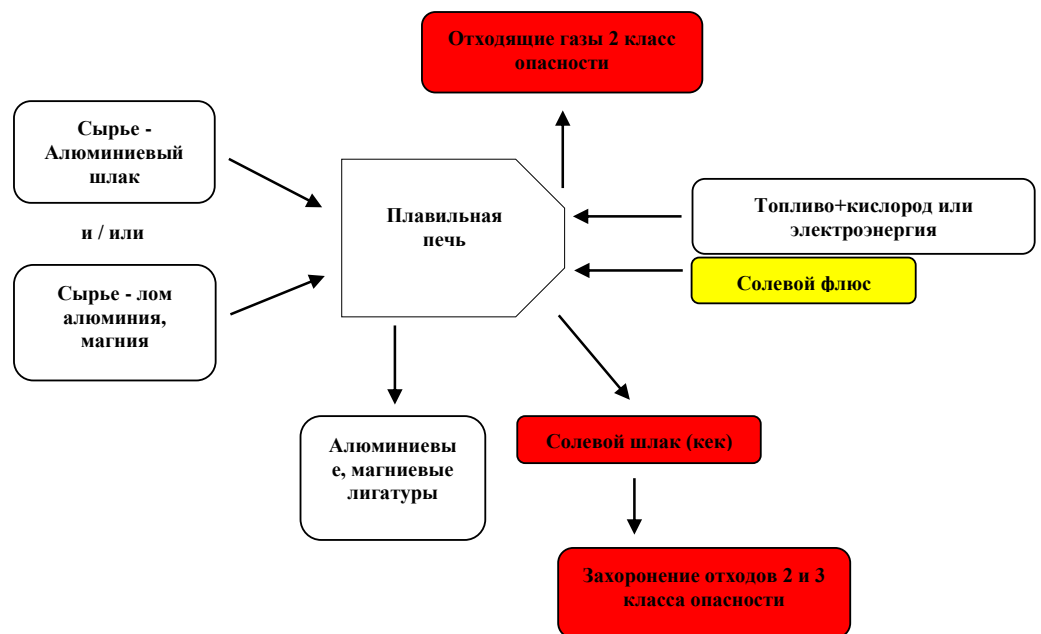 Отходящие газы 2 класс
опасности
Сырье -
Алюминиевый
шлак
и / или
Сырье - лом
алюминия,
магния
Плавильная
печь
Топливо+кислород или
электроэнергия
Солевой флюс
Алюминиевы
е, магниевые
лигатуры
Солевой шлак (кек)
Захоронение отходов 2 и 3
класса опасности